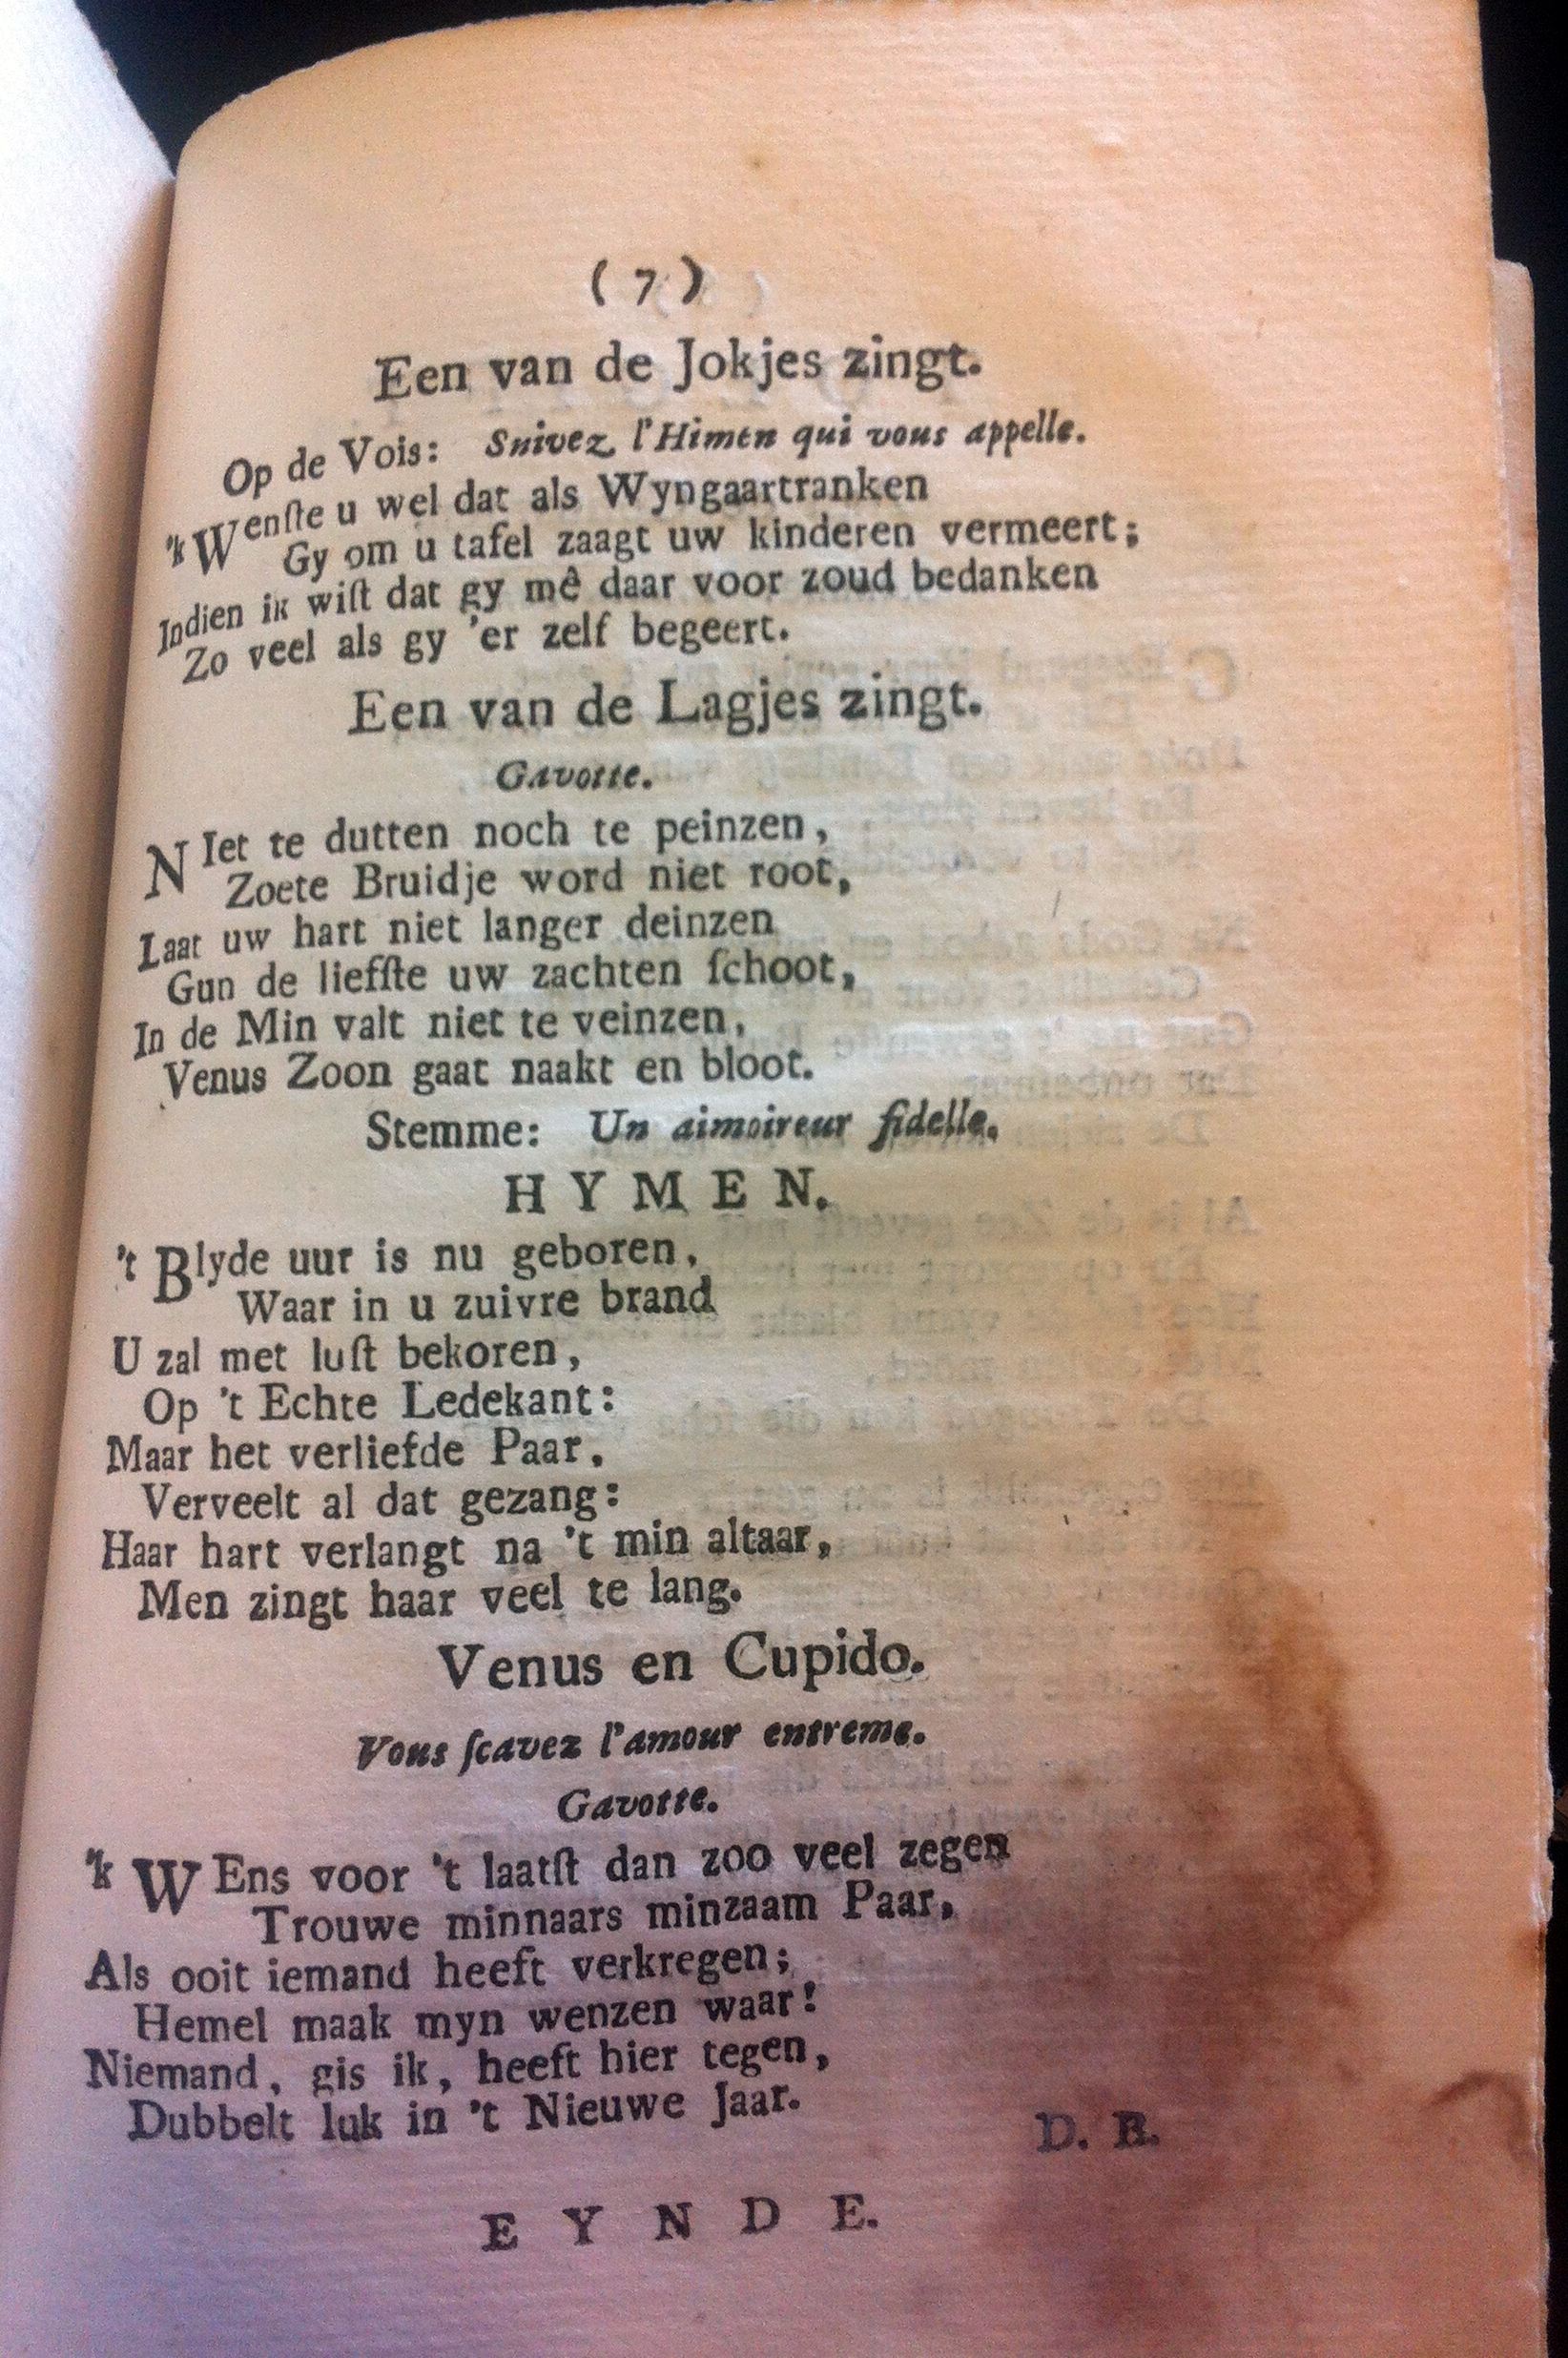 ( 7 )
Een van de Jokjes zingt.
Op de Vois: Snivez l'Himen qui vous appelle.
'k Wenſte u wel dat als Wyngaartranken
Gy om u tafel zaagt uw kinderen vermeert;
Indien ik wiſt dat gy mê daar voor zoud bedanken
Zo veel als gy 'er zelf begeert.
Een van de Lagjes zingt.
Gavotte.
NIet te dutten noch te peinzen,
Zoete Bruidje word niet root,
Laat uw hart niet langer deinzen
Gun de liefſte uw zachten ſchoot,
In de Min valt niet te veinzen,
Venus Zoon gaat naakt en bloot.
Stemme: Un aimoireur fidelle.
HYMEN.
't Blyde uur is nu geboren,
Waar in u zuivre brand
U zal met luſt bekoren,
Op 't Echte Ledekant:
Maar het verliefde Paar,
Verveelt al dat gezang:
Haar hart verlangt na 't min altaar,
Men zingt haar veel te lang.
Venus en Cupido.
Vous ſcavez l'amour entreme.
Gavotte.
'k WEns voor 't laatſt dan zoo veel zegen
Trouwe minnaars minzaam Paar,
Als ooit iemand heeft verkregen;
Hemel maak myn wenzen waar!
Niemand, gis ik, heeft hier tegen,
Dubbelt luk in 't Nieuwe Jaar.
D. B.
EYNDE.